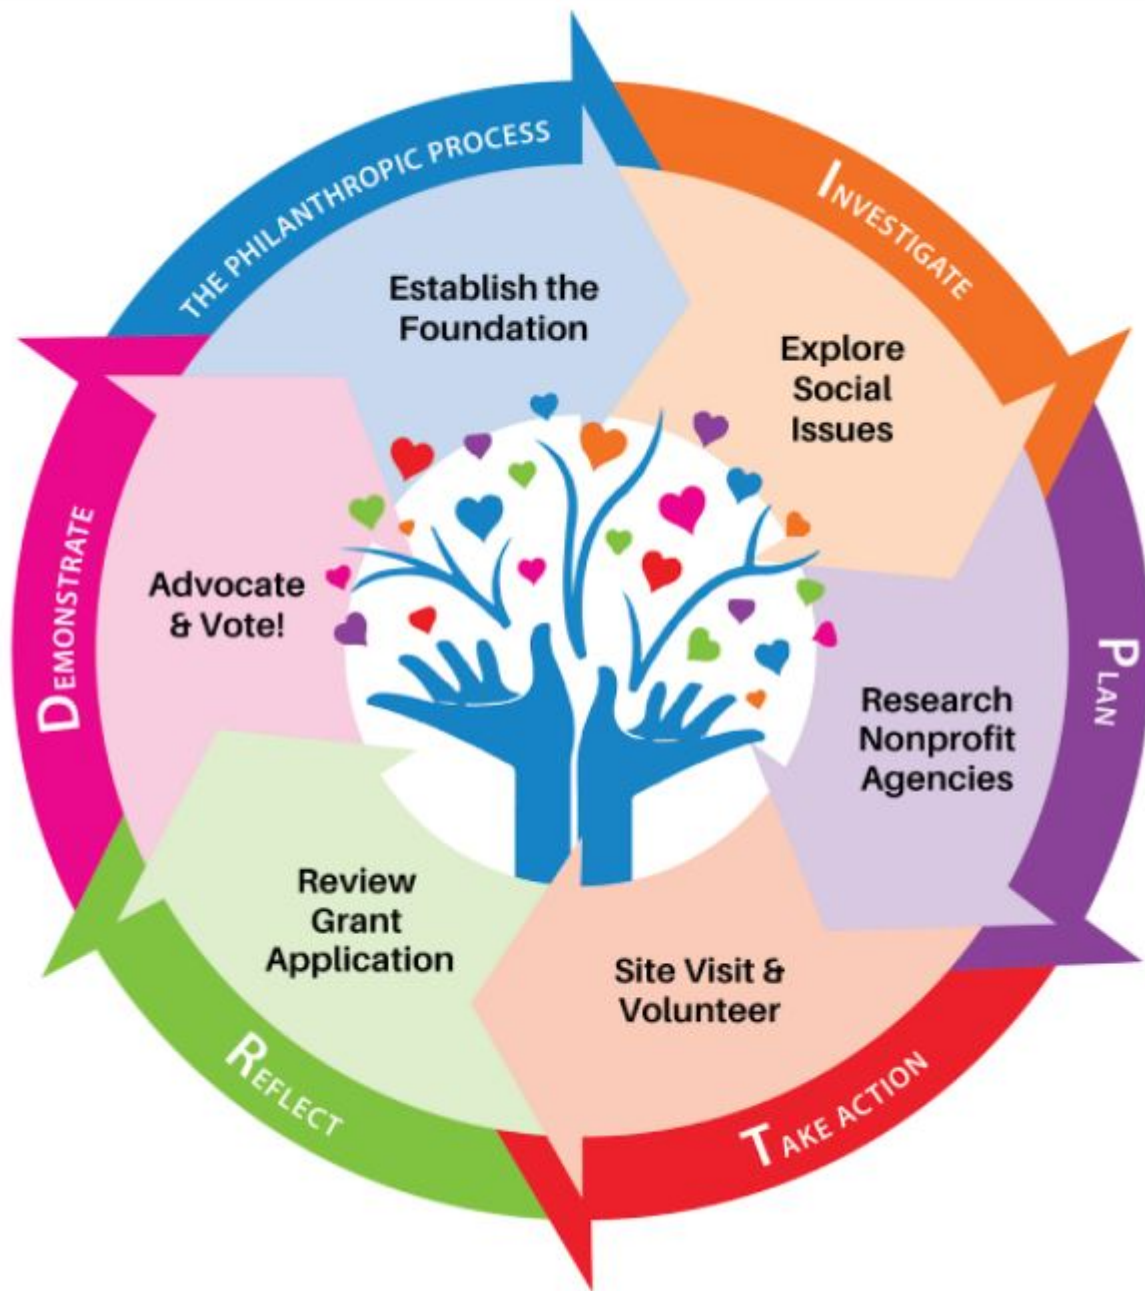 THE PHILANTHROPIC PROCESS
Establish the
Foundation
INVESTIGATE
Explore
Social
Issues
PLAN
Research
Nonprofit
Agencies
TAKE ACTION
Site Visit &
Volunteer
REFLECT
Review
Grant
Application
DEMONSTRATE
Advocate
& Vote!